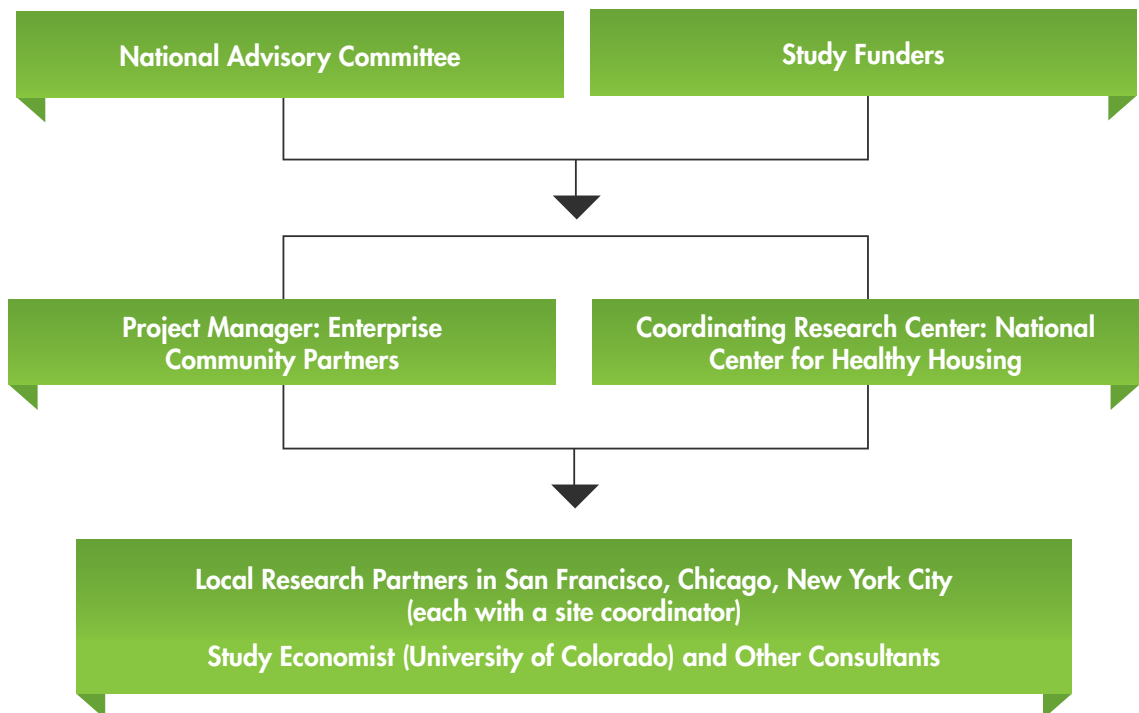 National Advisory Committee
Study Funders
Project Manager: Enterprise
Community Partners
Coordinating Research Center: National
Center for Healthy Housing
Local Research Partners in San Francisco, Chicago, New York City
(each with a site coordinator)
Study Economist (University of Colorado) and Other Consultants